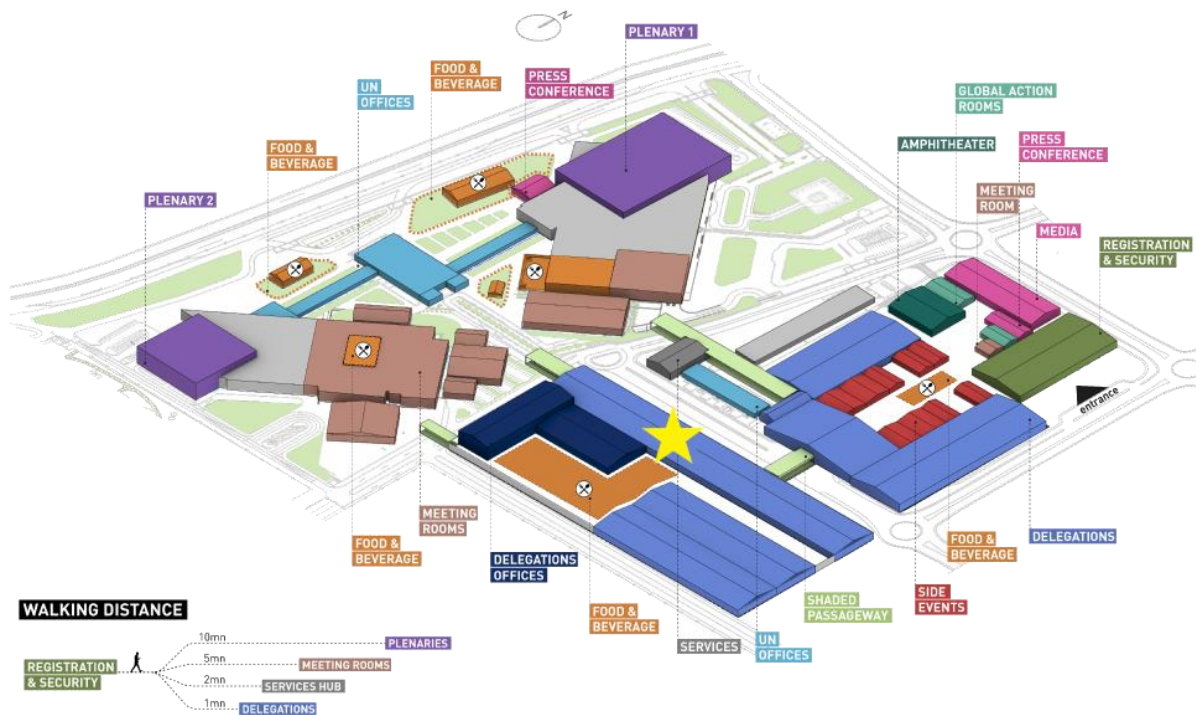 N
PLENARY 1
FOOD &
BEVERAGE
PRESS
CONFERENCE
UN
OFFICES
GLOBAL ACTION
ROOMS
AMPHITHEATER
PRESS
CONFERENCE
FOOD &
BEVERAGE
MEETING
ROOM
PLENARY 2
MEDIA
REGISTRATION
& SECURITY
entrance
MEETING
ROOMS
FOOD &
BEVERAGE
DELEGATIONS
OFFICES
FOOD &
BEVERAGE
SERVICES
UN
OFFICES
SHADED
PASSAGEWAY
SIDE
EVENTS
FOOD &
BEVERAGE
DELEGATIONS
WALKING DISTANCE
REGISTRATION
& SECURITY
10mn
PLENARIES
5mn
MEETING ROOMS
2mn
SERVICES HUB
1mn
DELEGATIONS